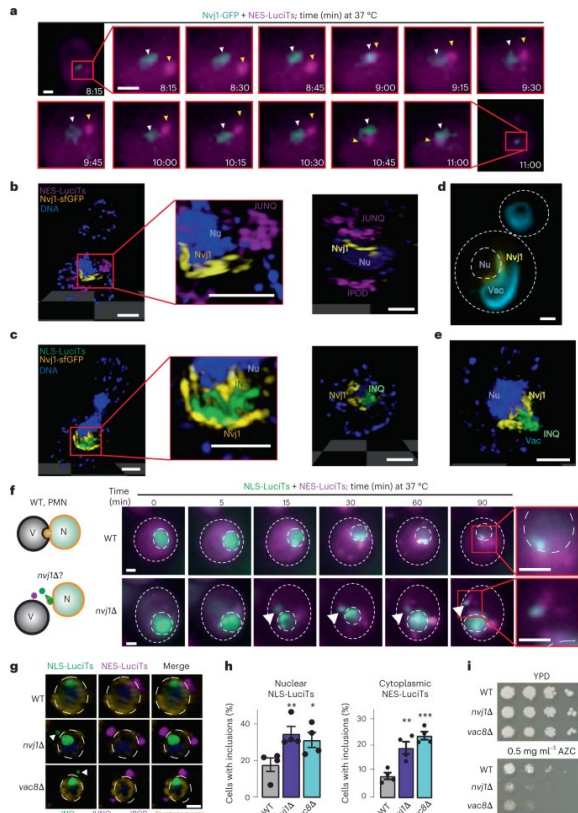 a
Nvj1-GFP + NES-LuciTs; time (min) at 37 °C
8:15
8:15
8:30
8:45
9:00
9:15
9:30
9:45
10:00
10:15
10:30
10:45
11:00
11:00
b
NES-LuciTs
Nvj1-sfGFP
DNA
JUNQ
Nu
Nvj1
JUNQ
Nvj1
Nu
IPOD
d
Nu
Nvj1
Vac
c
NLS-LuciTs
Nvj1-sfGFP
DNA
Nu
INQ
Nvj1
Nvj1
INQ
e
Nu
Nvj1
INQ
Vac
f
NLS-LuciTs + NES-LuciTs; time (min) at 37 °C
Time
(min)
0
5
15
30
60
90
WT, PMN
V
N
WT
nvj1Δ?
V
N
nvj1Δ
g
NLS-LuciTs
NES-LuciTs
Merge
WT
nvj1Δ
vac8Δ
INQ
JUNQ
IPOD
h
Nuclear
NLS-LuciTs
Cells with inclusions (%)
60
40
20
0
**
*
WT
nvj1Δ
vac8Δ
Cytoplasmic
NES-LuciTs
Cells with inclusions (%)
60
40
20
0
**
***
WT
nvj1Δ
vac8Δ
i
YPD
WT
nvj1Δ
vac8Δ
0.5 mg ml⁻¹ AZC
WT
nvj1Δ
vac8Δ